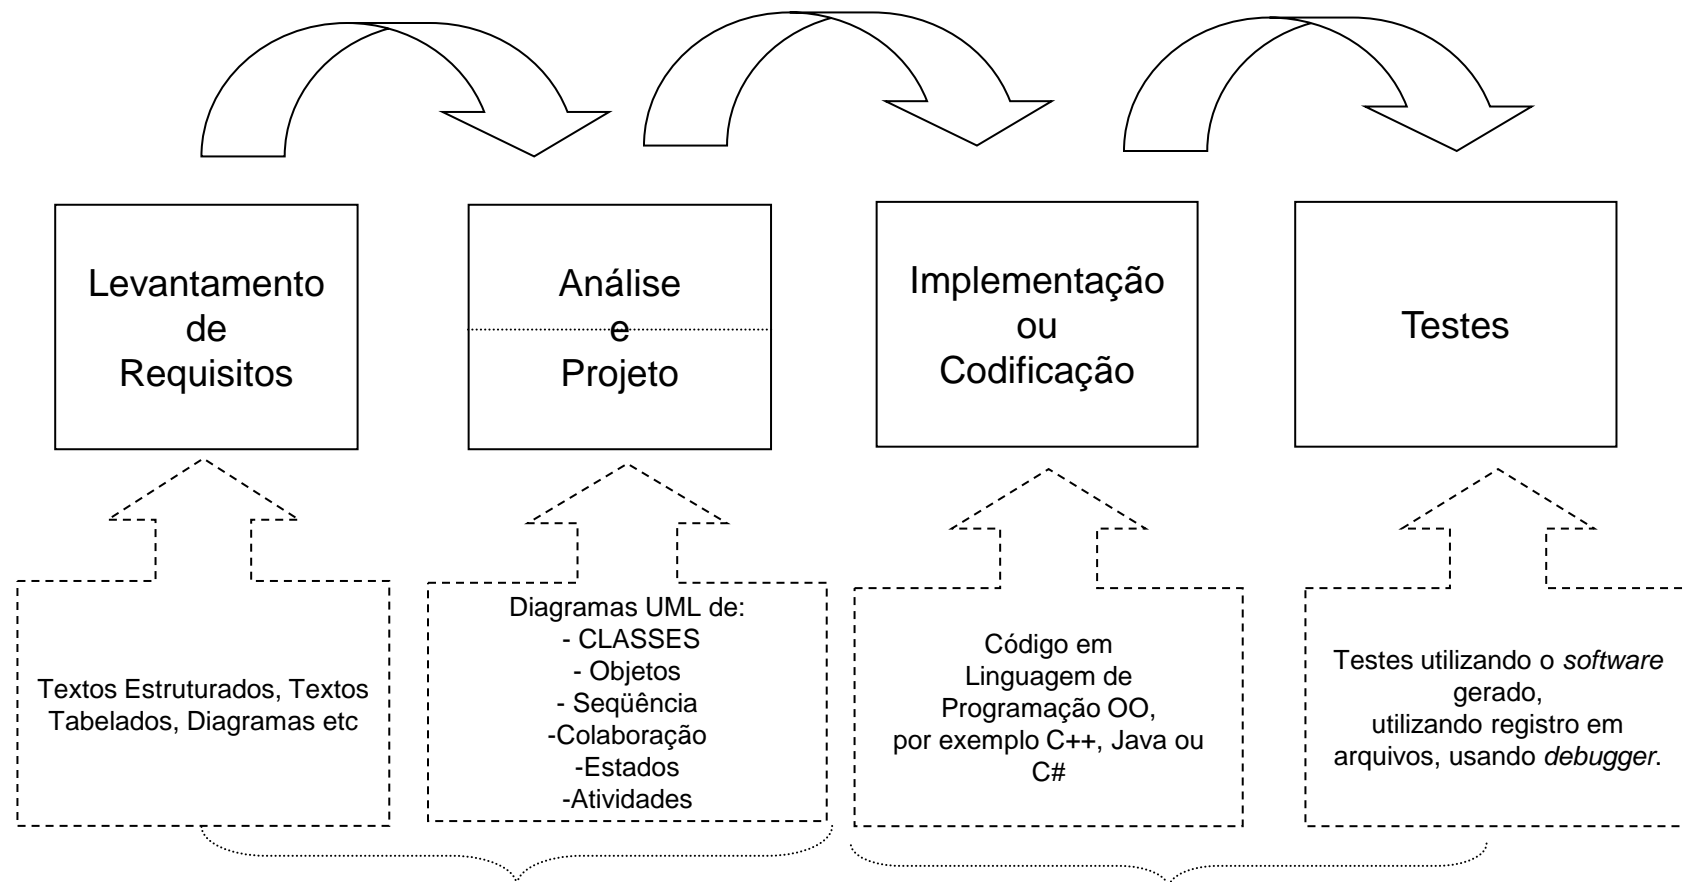 Levantamento
de
Requisitos
Análise
e
Projeto
Implementação
ou
Codificação
Testes
Textos Estruturados, Textos
Tabelados, Diagramas etc
Diagramas UML de:
- CLASSES
- Objetos
- Seqüência
-Colaboração
-Estados
-Atividades
Código em
Linguagem de
Programação OO,
por exemplo C++, Java ou
C#
Testes utilizando o software
gerado,
utilizando registro em
arquivos, usando debugger.